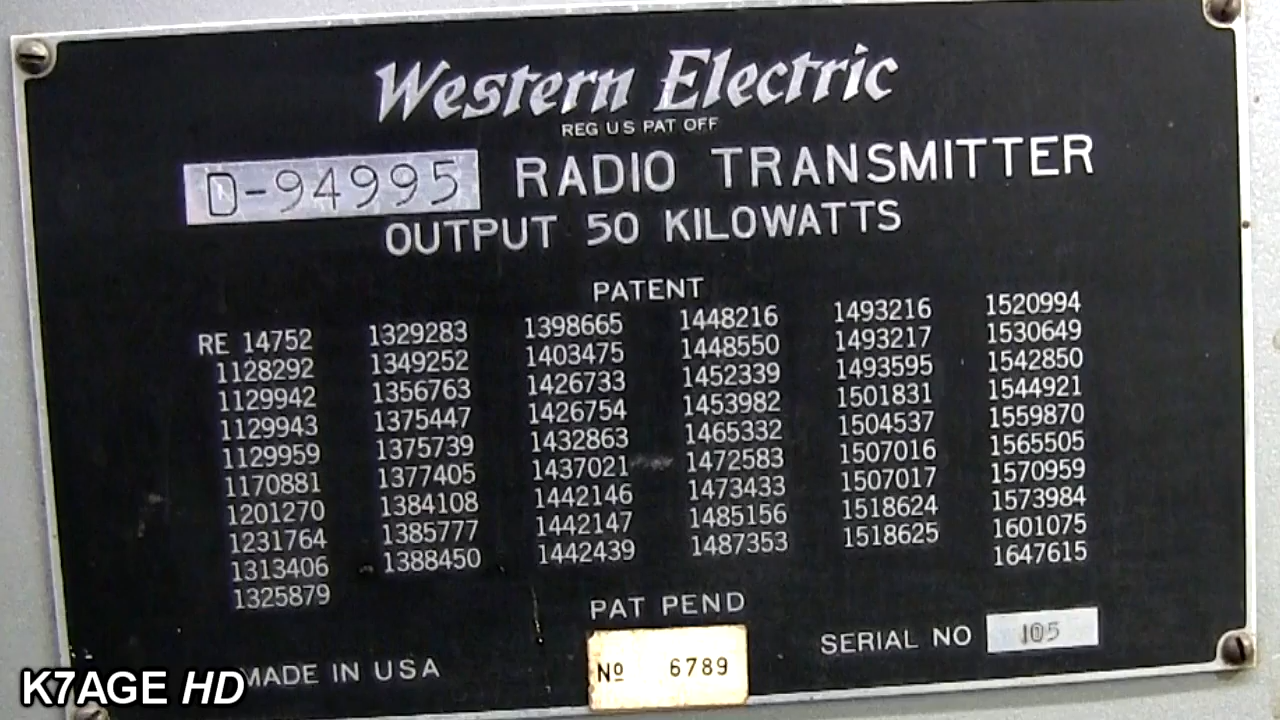 Western Electric
REG U S PAT OFF
D-94995 RADIO TRANSMITTER
OUTPUT 50 KILOWATTS
PATENT
RE 14752 1329283 1398665 1448216 1493216 1520994
1128292 1349252 1403475 1448550 1493217 1530649
1129942 1356763 1426733 1452339 1493595 1542850
1129943 1375447 1426754 1453982 1501831 1544921
1129959 1375739 1432863 1465332 1504537 1559870
1170881 1377405 1437021 1472583 1507016 1565505
1201270 1384108 1442146 1473433 1507017 1570959
1231764 1385777 1442147 1485156 1518624 1573984
1313406 1388450 1442439 1487353 1518625 1601075
1325879 1647615
PAT PEND
MADE IN USA Nº 6789 SERIAL NO 105
K7AGE HD